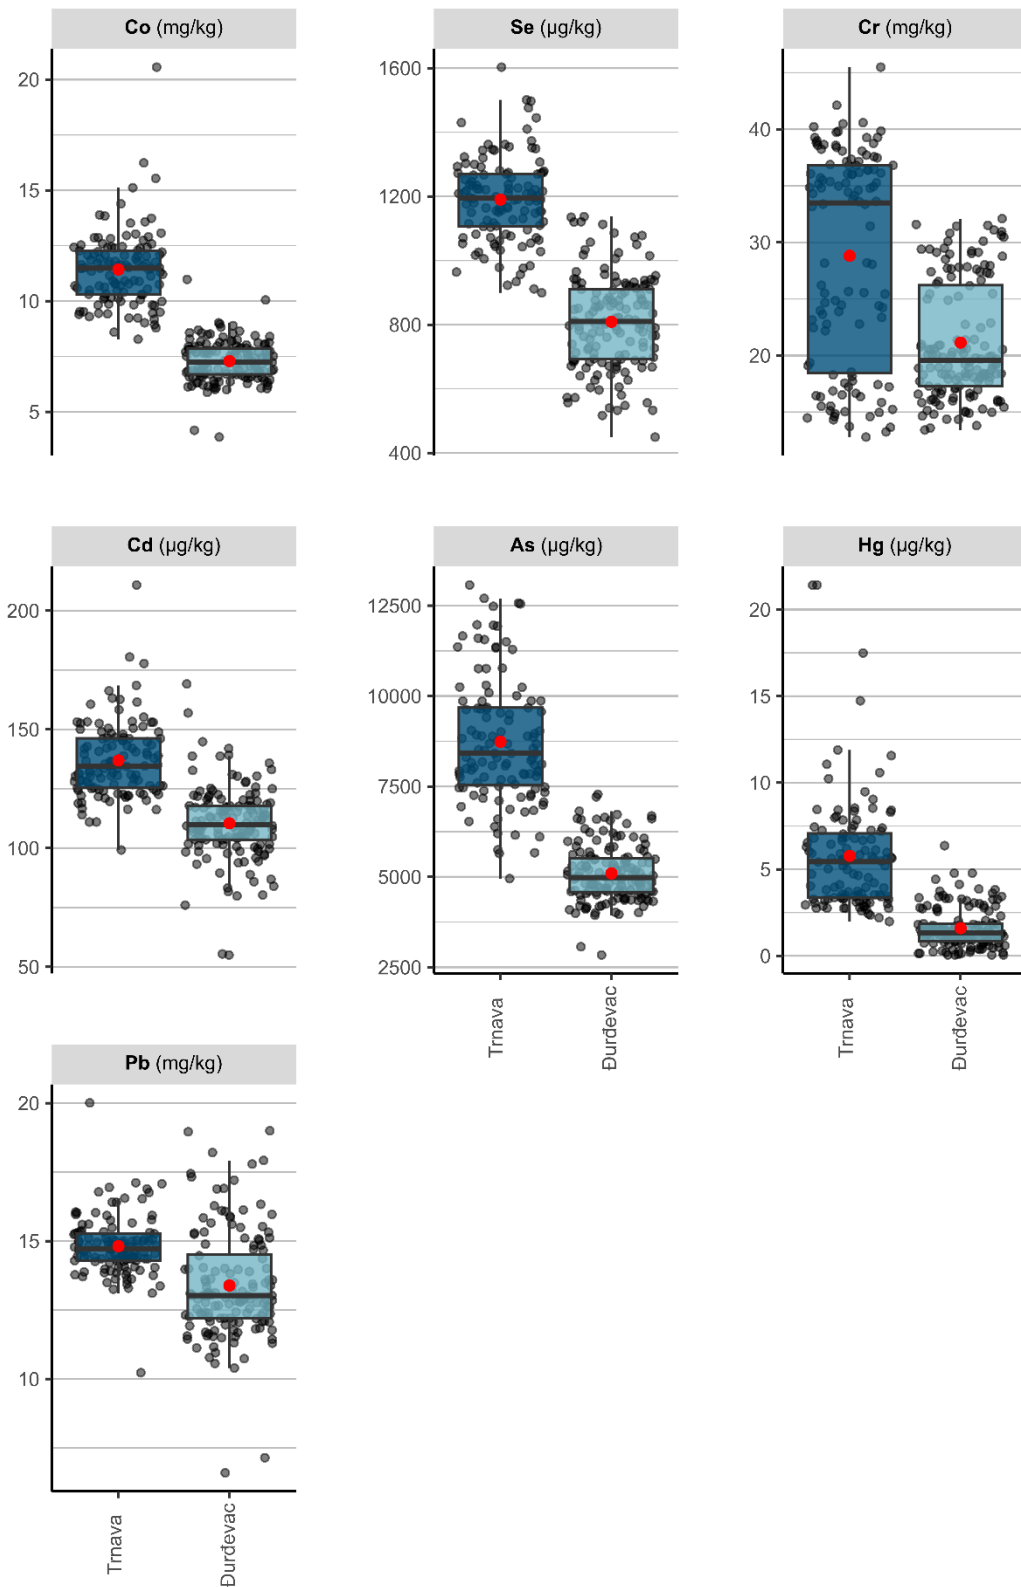 Co (mg/kg)
Se (µg/kg)
Cr (mg/kg)
20
15
10
5
1600
1200
800
400
40
30
20
Cd (µg/kg)
As (µg/kg)
Hg (µg/kg)
200
150
100
50
12500
10000
7500
5000
2500
20
15
10
5
0
Trnava
Đurđevac
Trnava
Đurđevac
Pb (mg/kg)
20
15
10
Trnava
Đurđevac